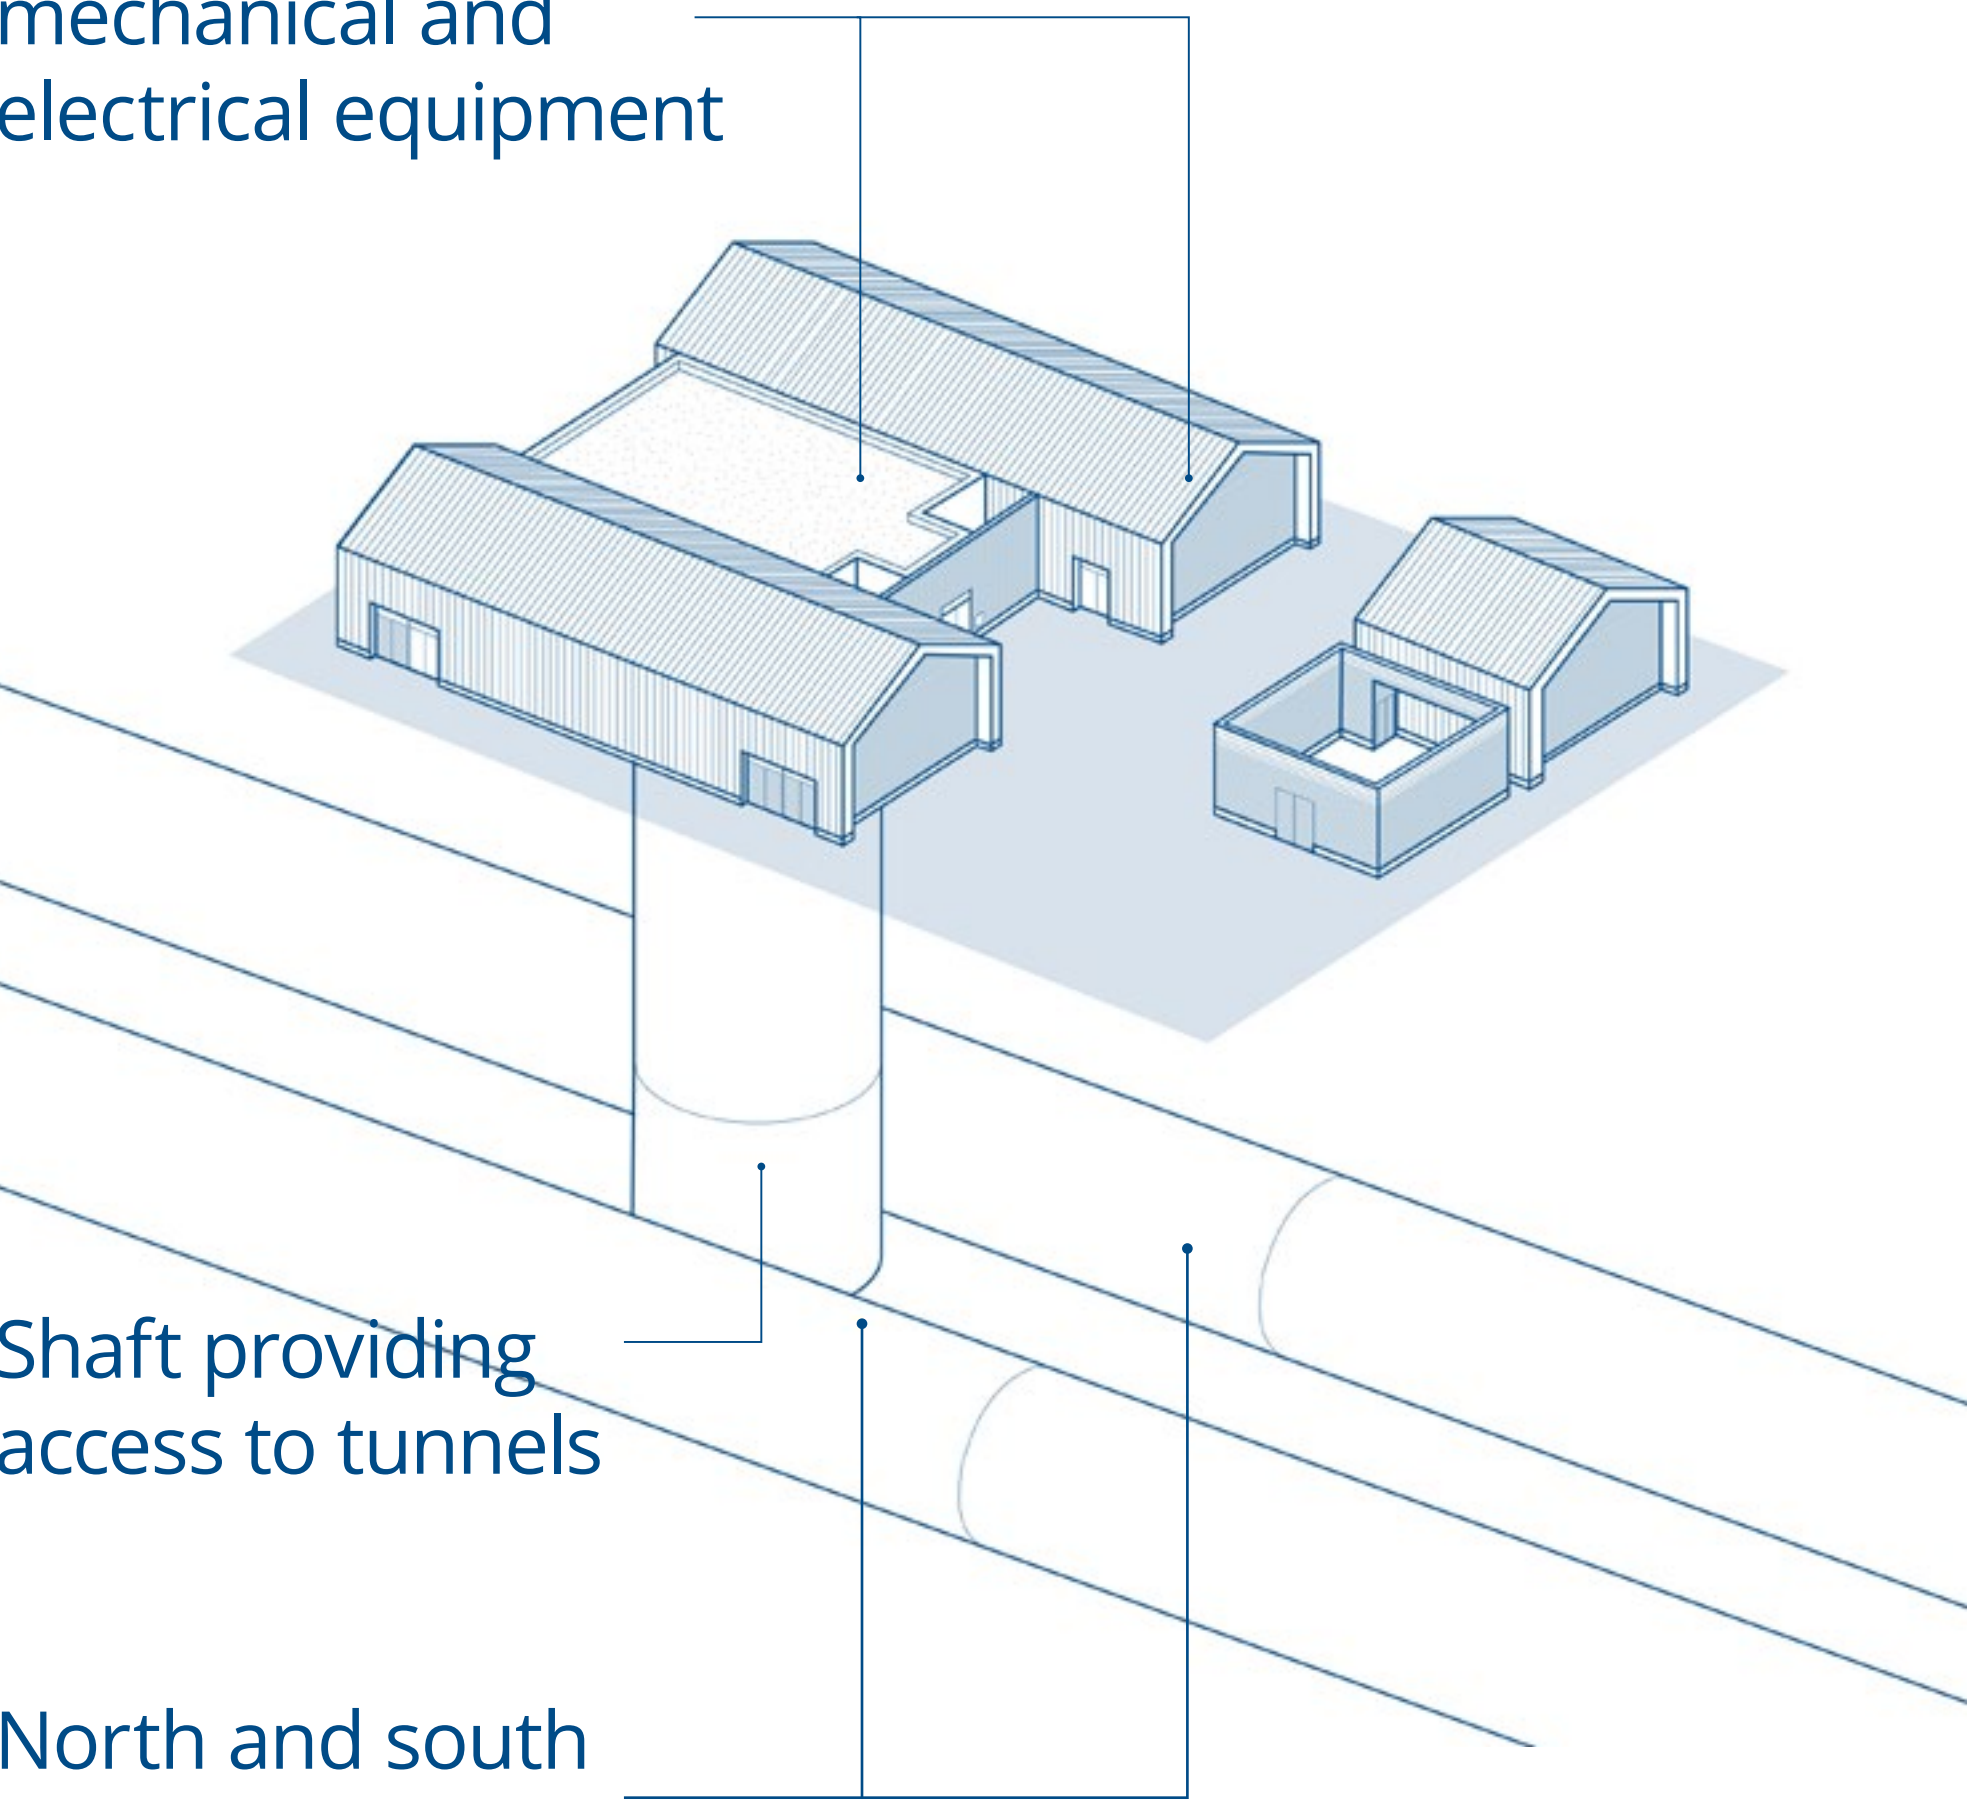 mechanical and
electrical equipment
Shaft providing
access to tunnels
North and south